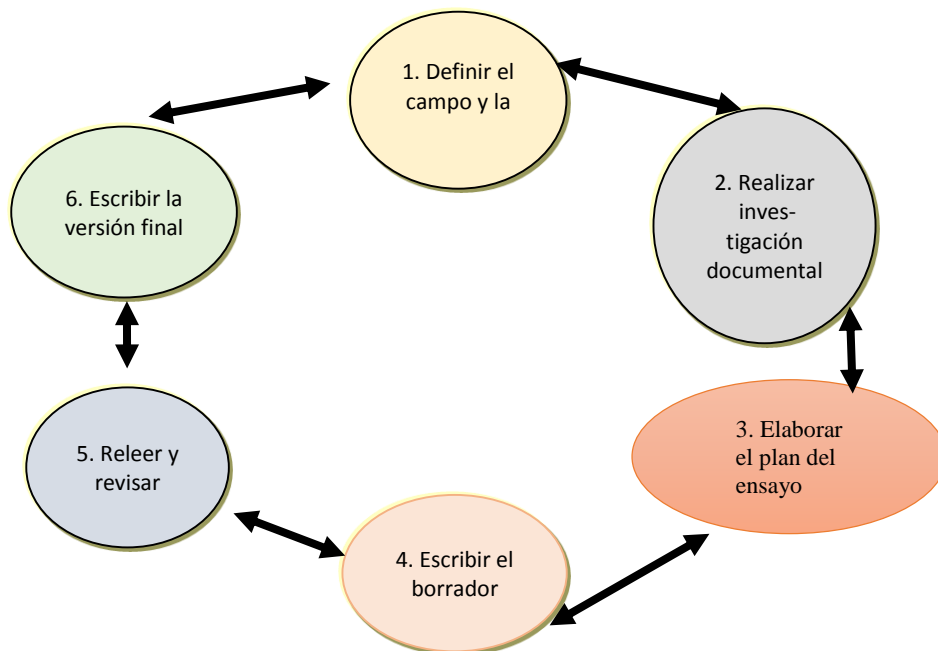 1. Definir el
campo y la
2. Realizar
inves-
tigación
documental
3. Elaborar
el plan del
ensayo
4. Escribir el
borrador
5. Releer y
revisar
6. Escribir la
versión final